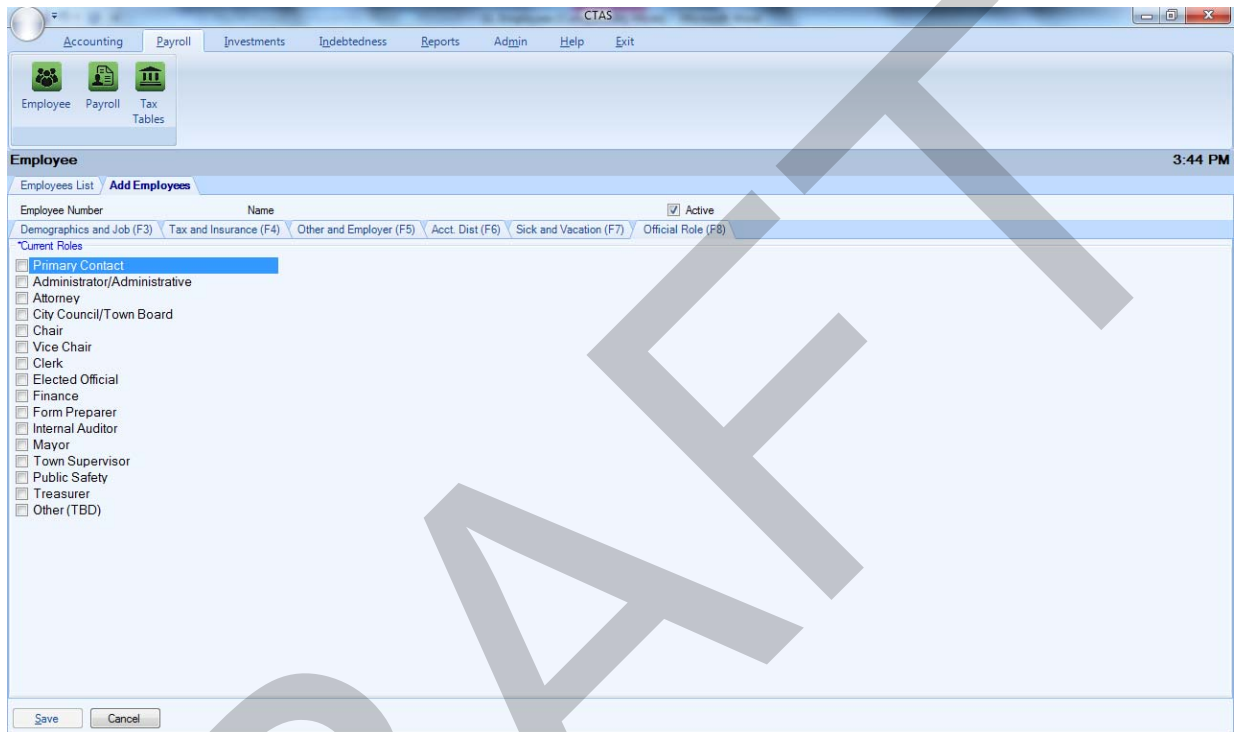 CTAS
Accounting Payroll Investments Indebtedness Reports Admin Help Exit
Employee Payroll Tax Tables
Employee 3:44 PM
Employees List Add Employees
Employee Number Name Active
Demographics and Job (F3) Tax and Insurance (F4) Other and Employer (F5) Acct. Dist (F6) Sick and Vacation (F7) Official Role (F8)
*Current Roles
Primary Contact
Administrator/Administrative
Attorney
City Council/Town Board
Chair
Vice Chair
Clerk
Elected Official
Finance
Form Preparer
Internal Auditor
Mayor
Town Supervisor
Public Safety
Treasurer
Other (TBD)
Save Cancel
DRAFT